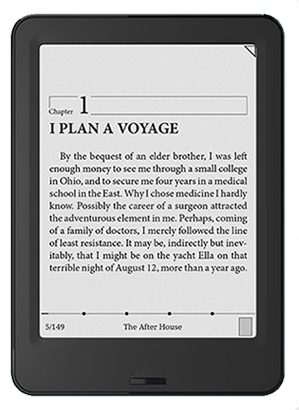 Chapter 1
I PLAN A VOYAGE
By the bequest of an elder brother, I was left
enough money to see me through a small college
in Ohio, and to secure me four years in a medical
school in the East. Why I chose medicine I hardly
know. Possibly the career of a surgeon attracted
the adventurous element in me. Perhaps, coming
of a family of doctors, I merely followed the line
of least resistance. It may be, indirectly but inev-
itably, that I might be on the yacht Ella on that
terrible night of August 12, more than a year ago.
5/149 The After House